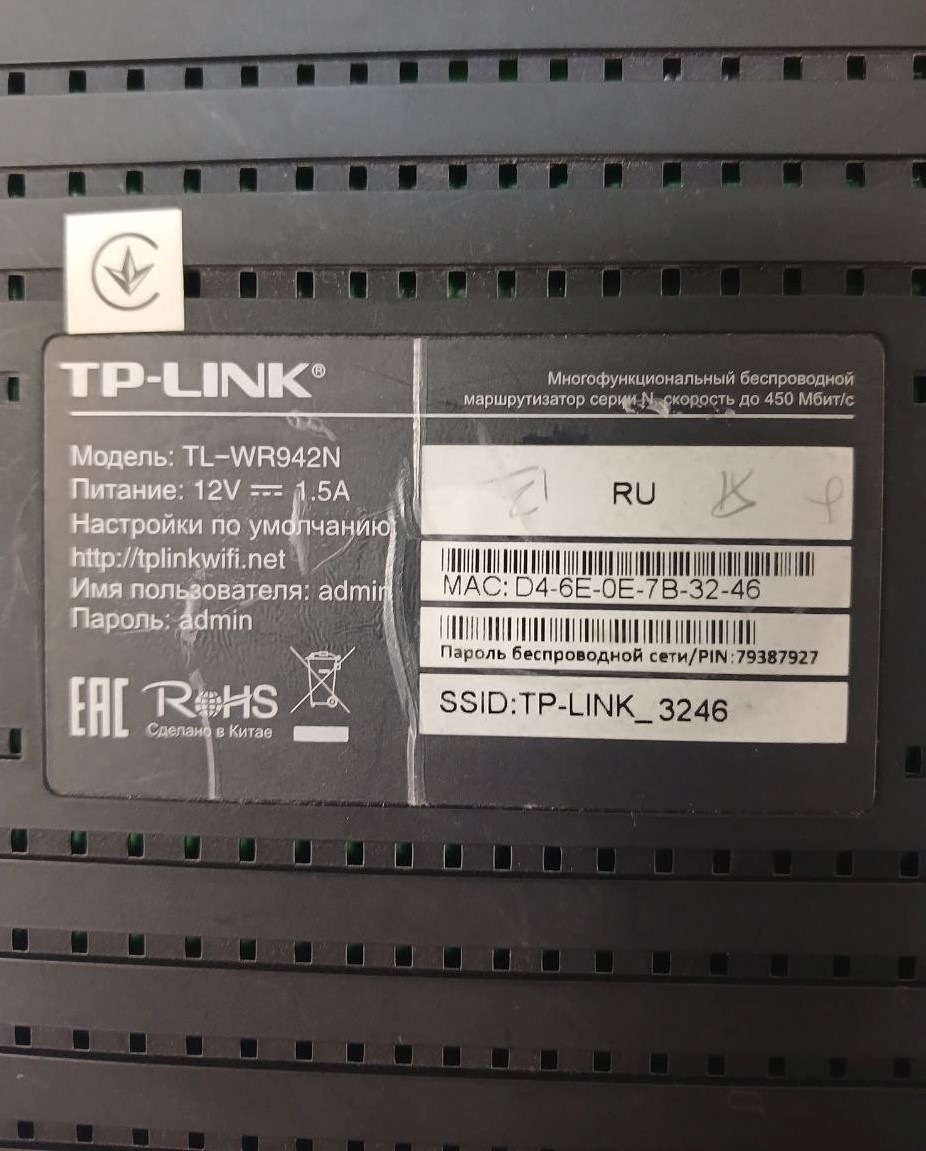 TP-LINK®
Многофункциональный беспроводной
маршрутизатор серии N, скорость до 450 Мбит/с
Модель: TL-WR942N
Питание: 12V 1.5A
Настройки по умолчанию:
http://tplinkwifi.net
Имя пользователя: admin
Пароль: admin
EAC RoHS
Сделано в Китае
RU
MAC: D4-6E-0E-7B-32-46
Пароль беспроводной сети/PIN:79387927
SSID:TP-LINK_3246